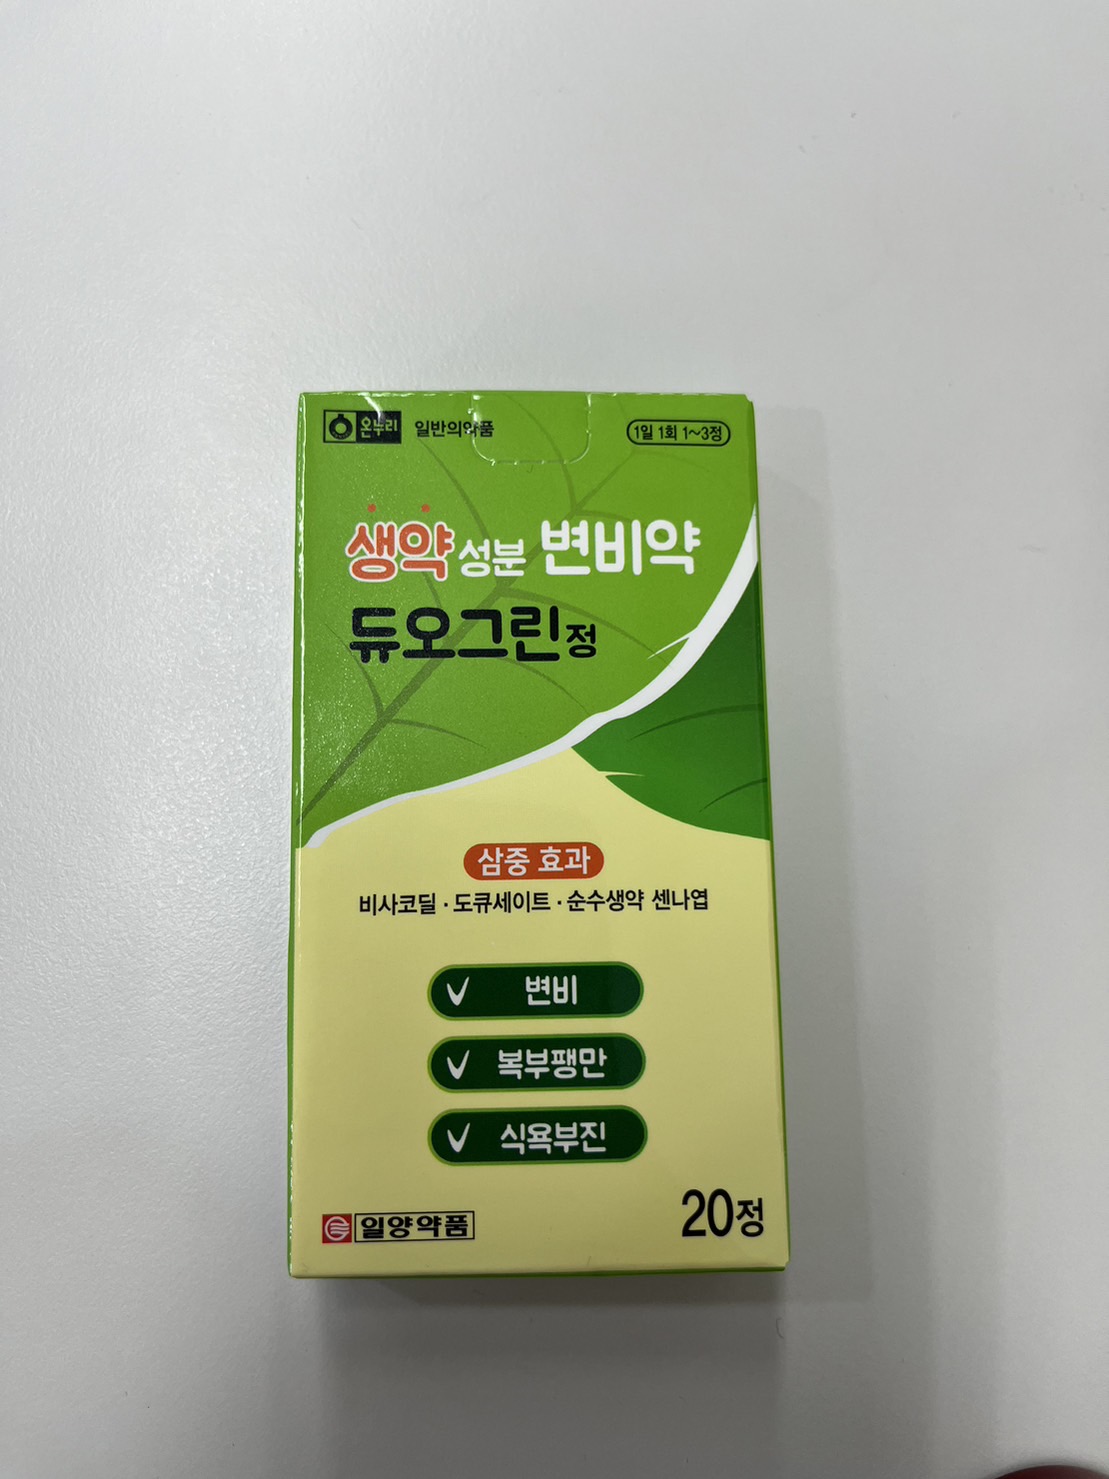 온누리 일반의약품 1일 1회 1~3정
생약 성분 변비약
듀오그린정
삼중 효과
비사코딜 · 도큐세이트 · 순수생약 센나엽
변비
복부팽만
식욕부진
일양약품 20정